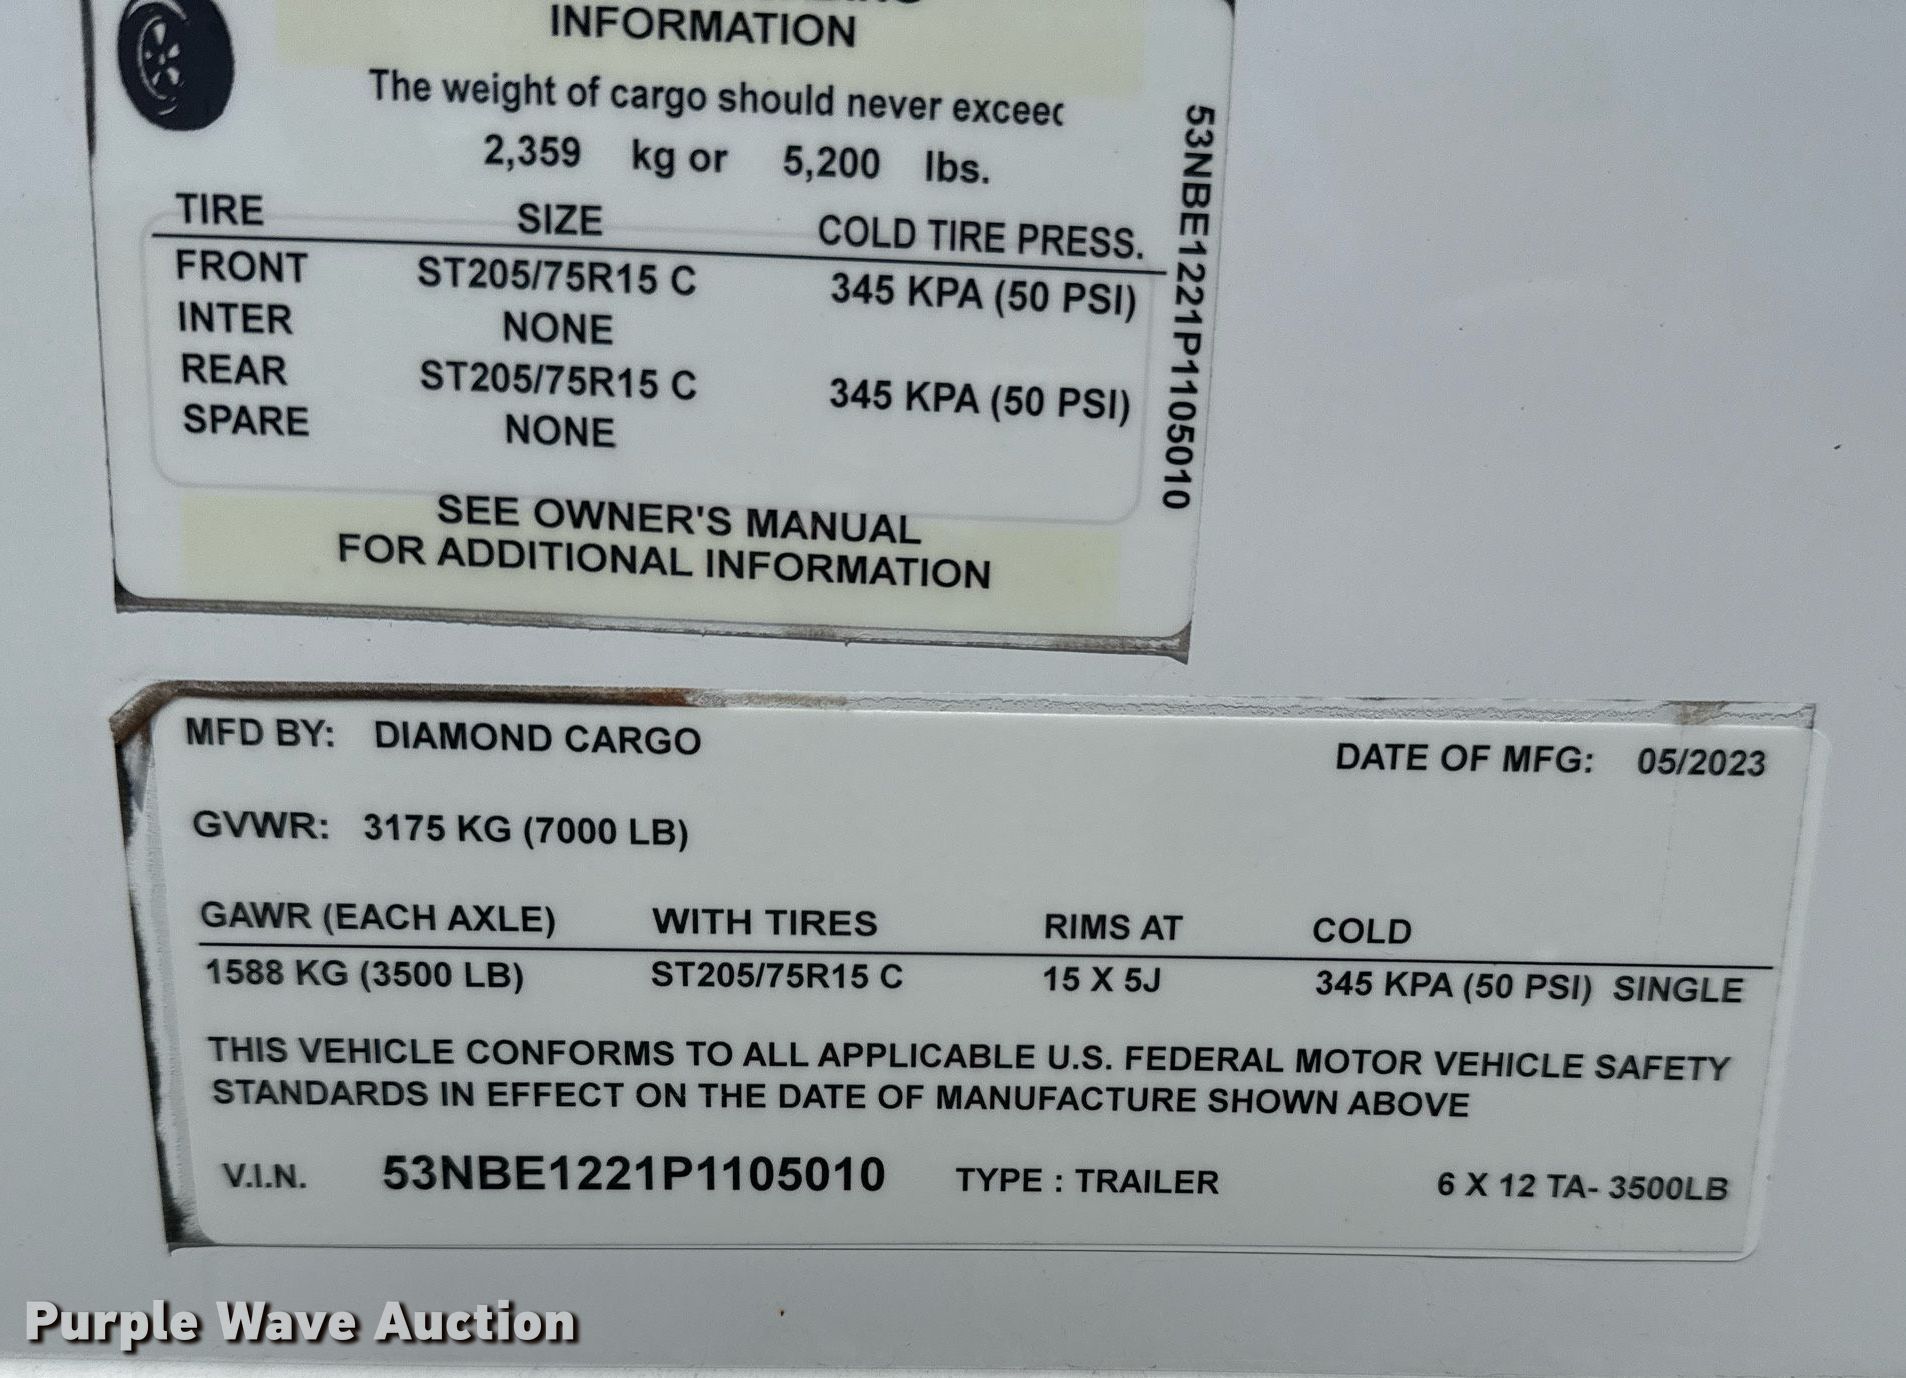 INFORMATION
The weight of cargo should never exceed
2,359 kg or 5,200 lbs.
TIRE SIZE COLD TIRE PRESS.
FRONT ST205/75R15 C 345 KPA (50 PSI)
INTER NONE
REAR ST205/75R15 C 345 KPA (50 PSI)
SPARE NONE
SEE OWNER'S MANUAL
FOR ADDITIONAL INFORMATION
53NBE1221P1105010
MFD BY: DIAMOND CARGO DATE OF MFG: 05/2023
GVWR: 3175 KG (7000 LB)
GAWR (EACH AXLE) WITH TIRES RIMS AT COLD
1588 KG (3500 LB) ST205/75R15 C 15 X 5J 345 KPA (50 PSI) SINGLE
THIS VEHICLE CONFORMS TO ALL APPLICABLE U.S. FEDERAL MOTOR VEHICLE SAFETY
STANDARDS IN EFFECT ON THE DATE OF MANUFACTURE SHOWN ABOVE
V.I.N. 53NBE1221P1105010 TYPE : TRAILER 6 X 12 TA- 3500LB
Purple Wave Auction